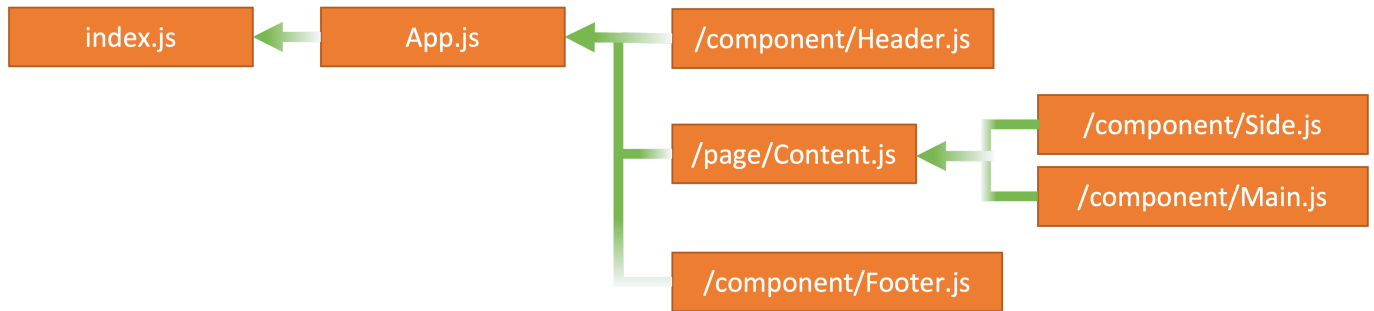 index.js
App.js
/component/Header.js
/page/Content.js
/component/Side.js
/component/Main.js
/component/Footer.js